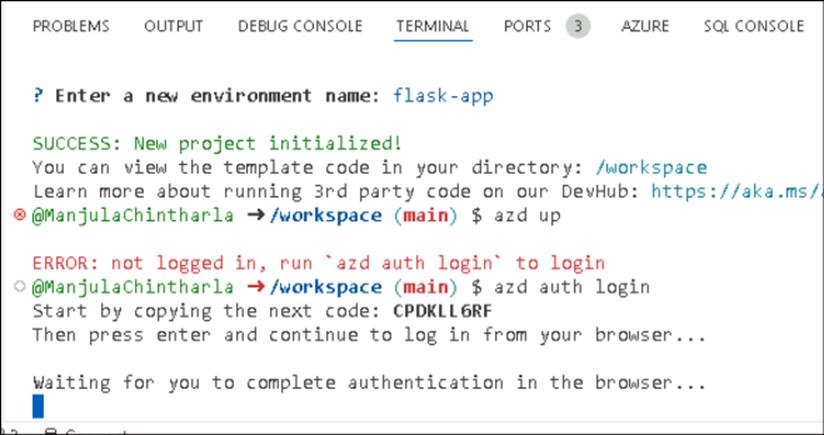 PROBLEMS OUTPUT DEBUG CONSOLE TERMINAL PORTS 3 AZURE SQL CONSOLE
? Enter a new environment name: flask-app
SUCCESS: New project initialized!
You can view the template code in your directory: /workspace
Learn more about running 3rd party code on our DevHub: https://aka.ms/
@ManjulaChintharla ➜ /workspace (main) $ azd up
ERROR: not logged in, run `azd auth login` to login
@ManjulaChintharla ➜ /workspace (main) $ azd auth login
Start by copying the next code: CPDKLL6RF
Then press enter and continue to log in from your browser...
Waiting for you to complete authentication in the browser...